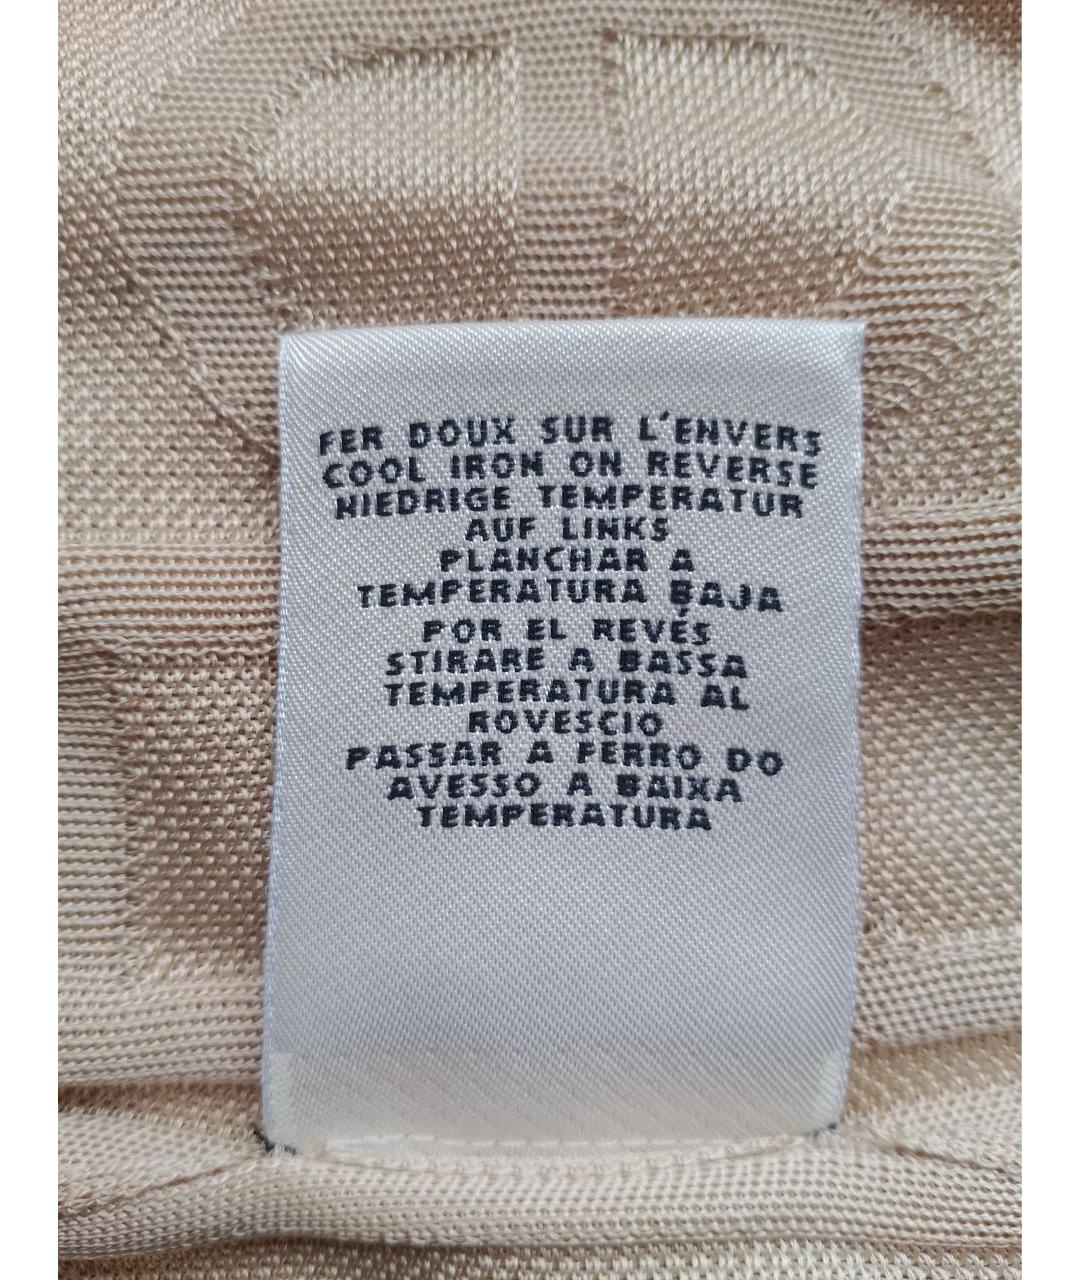 FER DOUX SUR L'ENVERS
COOL IRON ON REVERSE
NIEDRIGE TEMPERATUR
AUF LINKS
PLANCHAR A
TEMPERATURA BAJA
POR EL REVÉS
STIRARE A BASSA
TEMPERATURA AL
ROVESCIO
PASSAR A FERRO DO
AVESSO A BAIXA
TEMPERATURA